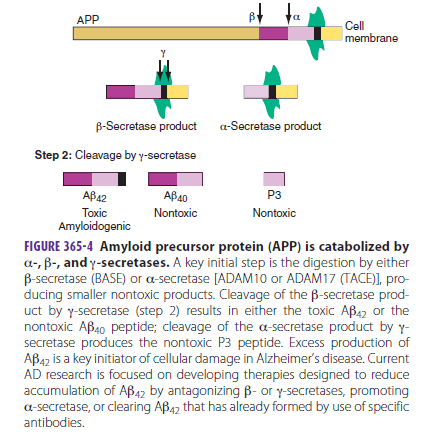 APP
β
α
Cell
membrane
γ
β-Secretase product
α-Secretase product
Step 2: Cleavage by γ-secretase
Aβ42
Aβ40
P3
Toxic
Nontoxic
Nontoxic
Amyloidogenic
FIGURE 365-4 Amyloid precursor protein (APP) is catabolized by
α-, β-, and γ-secretases. A key initial step is the digestion by either
β-secretase (BASE) or α-secretase [ADAM10 or ADAM17 (TACE)], pro-
ducing smaller nontoxic products. Cleavage of the β-secretase prod-
uct by γ-secretase (step 2) results in either the toxic Aβ42 or the
nontoxic Aβ40 peptide; cleavage of the α-secretase product by γ-
secretase produces the nontoxic P3 peptide. Excess production of
Aβ42 is a key initiator of cellular damage in Alzheimer's disease. Current
AD research is focused on developing therapies designed to reduce
accumulation of Aβ42 by antagonizing β- or γ-secretases, promoting
α-secretase, or clearing Aβ42 that has already formed by use of specific
antibodies.